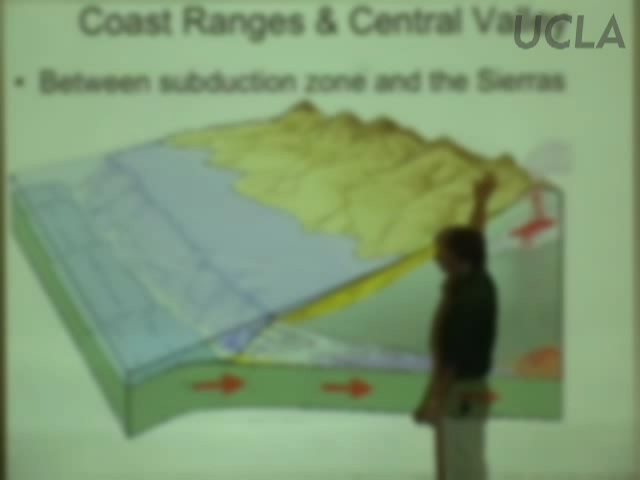 Coast Ranges & Central Valley
UCLA
• Between subduction zone and the Sierras